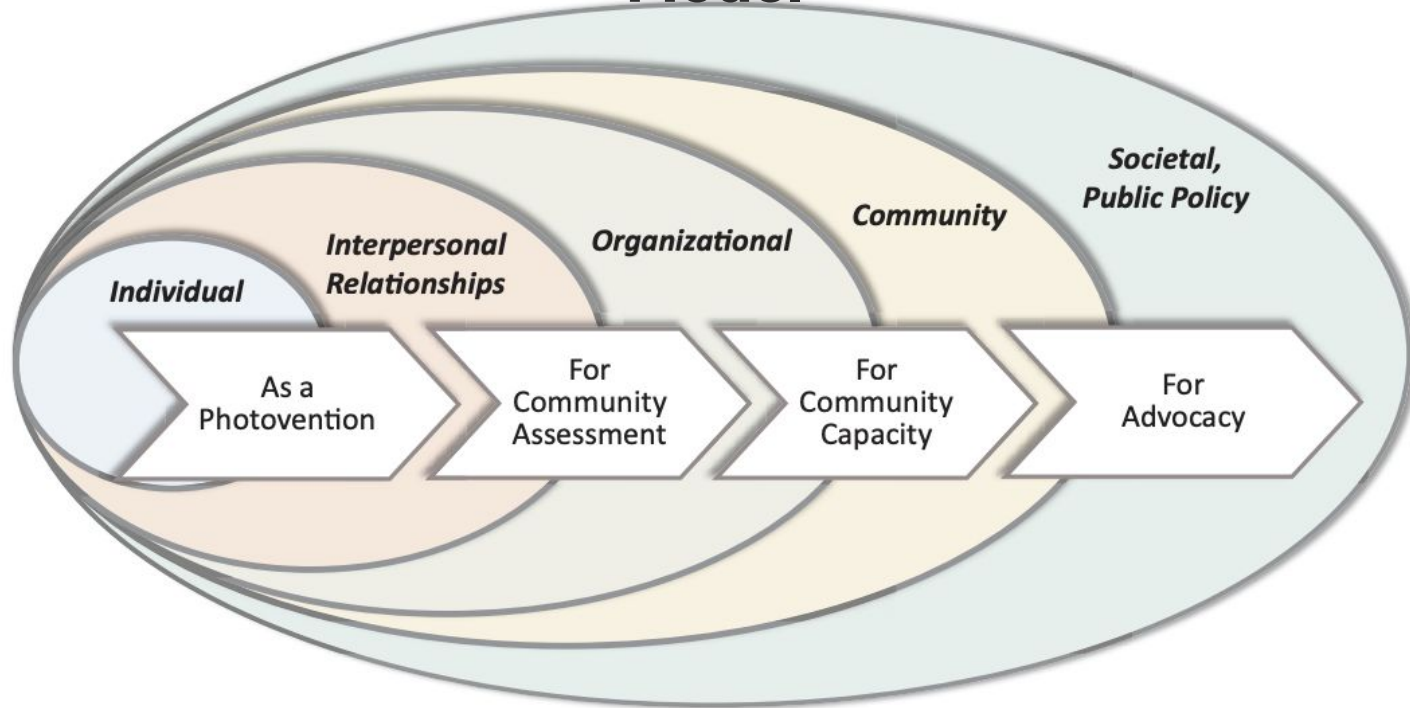 Individual
Interpersonal
Relationships
Organizational
Community
Societal,
Public Policy
As a
Photovention
For
Community
Assessment
For
Community
Capacity
For
Advocacy